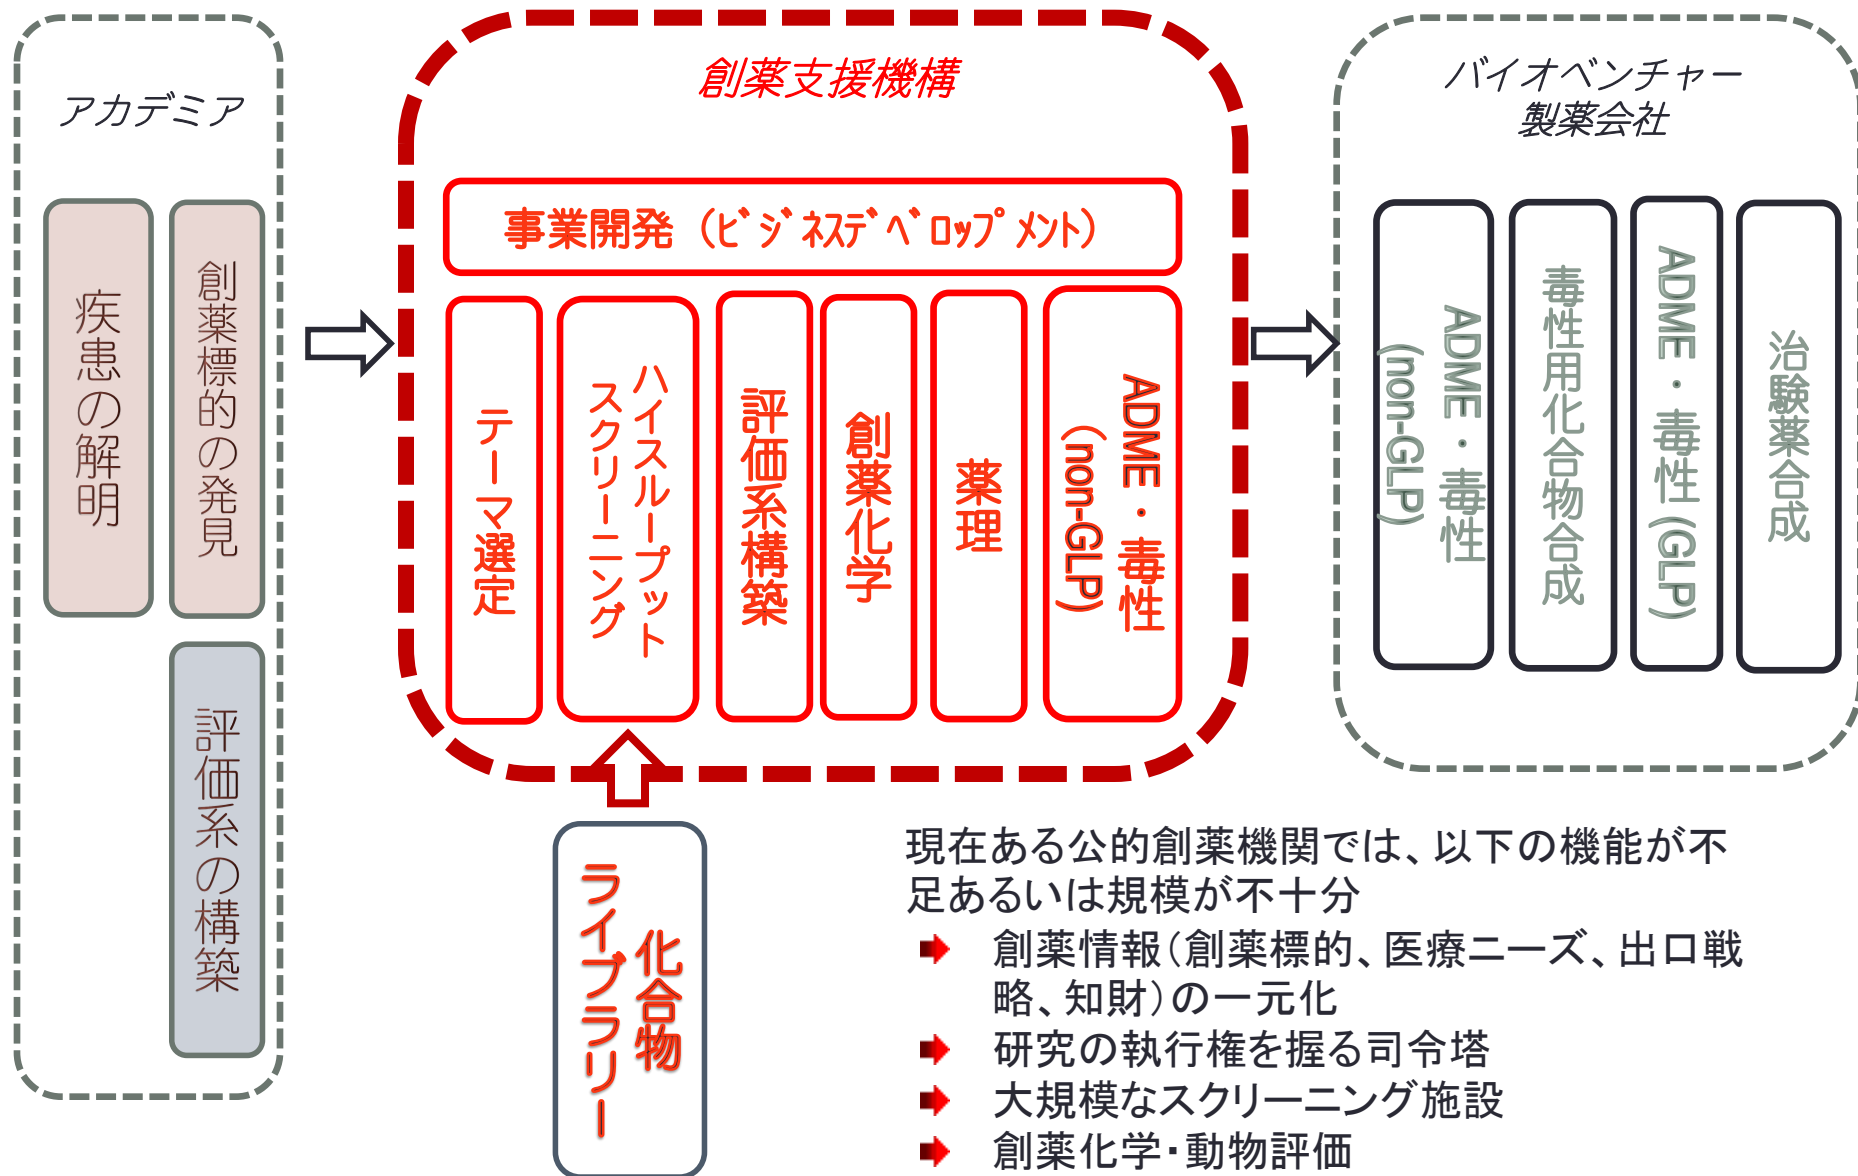 アカデミア
疾患の解明
創薬標的の発見
評価系の構築
創薬支援機構
事業開発（ﾋﾞｼﾞﾈｽﾃﾞﾍﾞﾛｯﾌﾟﾒﾝﾄ）
テーマ選定
ハイスループット
スクリーニング
評価系構築
創薬化学
薬理
ADME・毒性
(non-GLP)
化合物
ライブラリー
バイオベンチャー
製薬会社
ADME・毒性
(non-GLP)
毒性用化合物合成
ADME・毒性(GLP)
治験薬合成
現在ある公的創薬機関では、以下の機能が不
足あるいは規模が不十分
創薬情報（創薬標的、医療ニーズ、出口戦
略、知財）の一元化
研究の執行権を握る司令塔
大規模なスクリーニング施設
創薬化学・動物評価